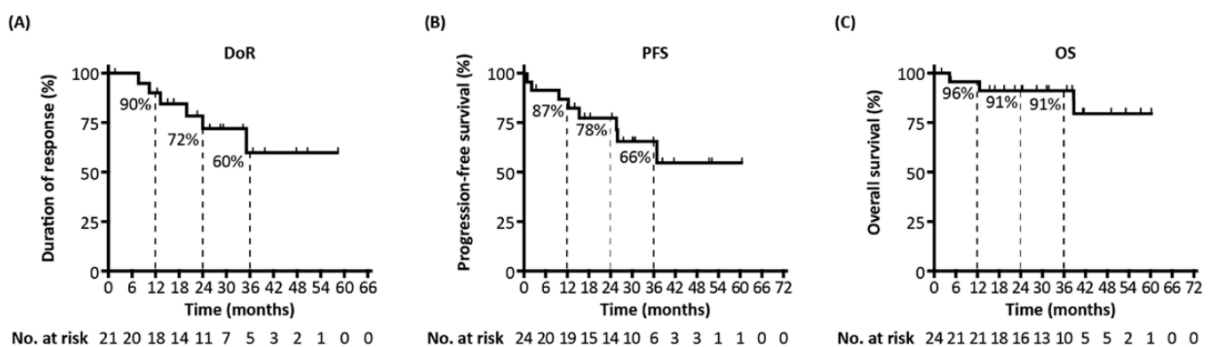 (A)
DoR
Duration of response (%)
100
75
50
25
0
90%
72%
60%
0 6 12 18 24 30 36 42 48 54 60 66
Time (months)
No. at risk 21 20 18 14 11 7 5 3 2 1 0 0
(B)
PFS
Progression-free survival (%)
100
75
50
25
0
87%
78%
66%
0 6 12 18 24 30 36 42 48 54 60 66 72
Time (months)
24 20 19 15 14 10 6 3 3 1 1 0 0
No. at risk
(C)
OS
Overall survival (%)
100
75
50
25
0
96%
91%
91%
0 6 12 18 24 30 36 42 48 54 60 66 72
Time (months)
No. at risk 24 21 21 18 16 13 10 5 5 2 1 0 0